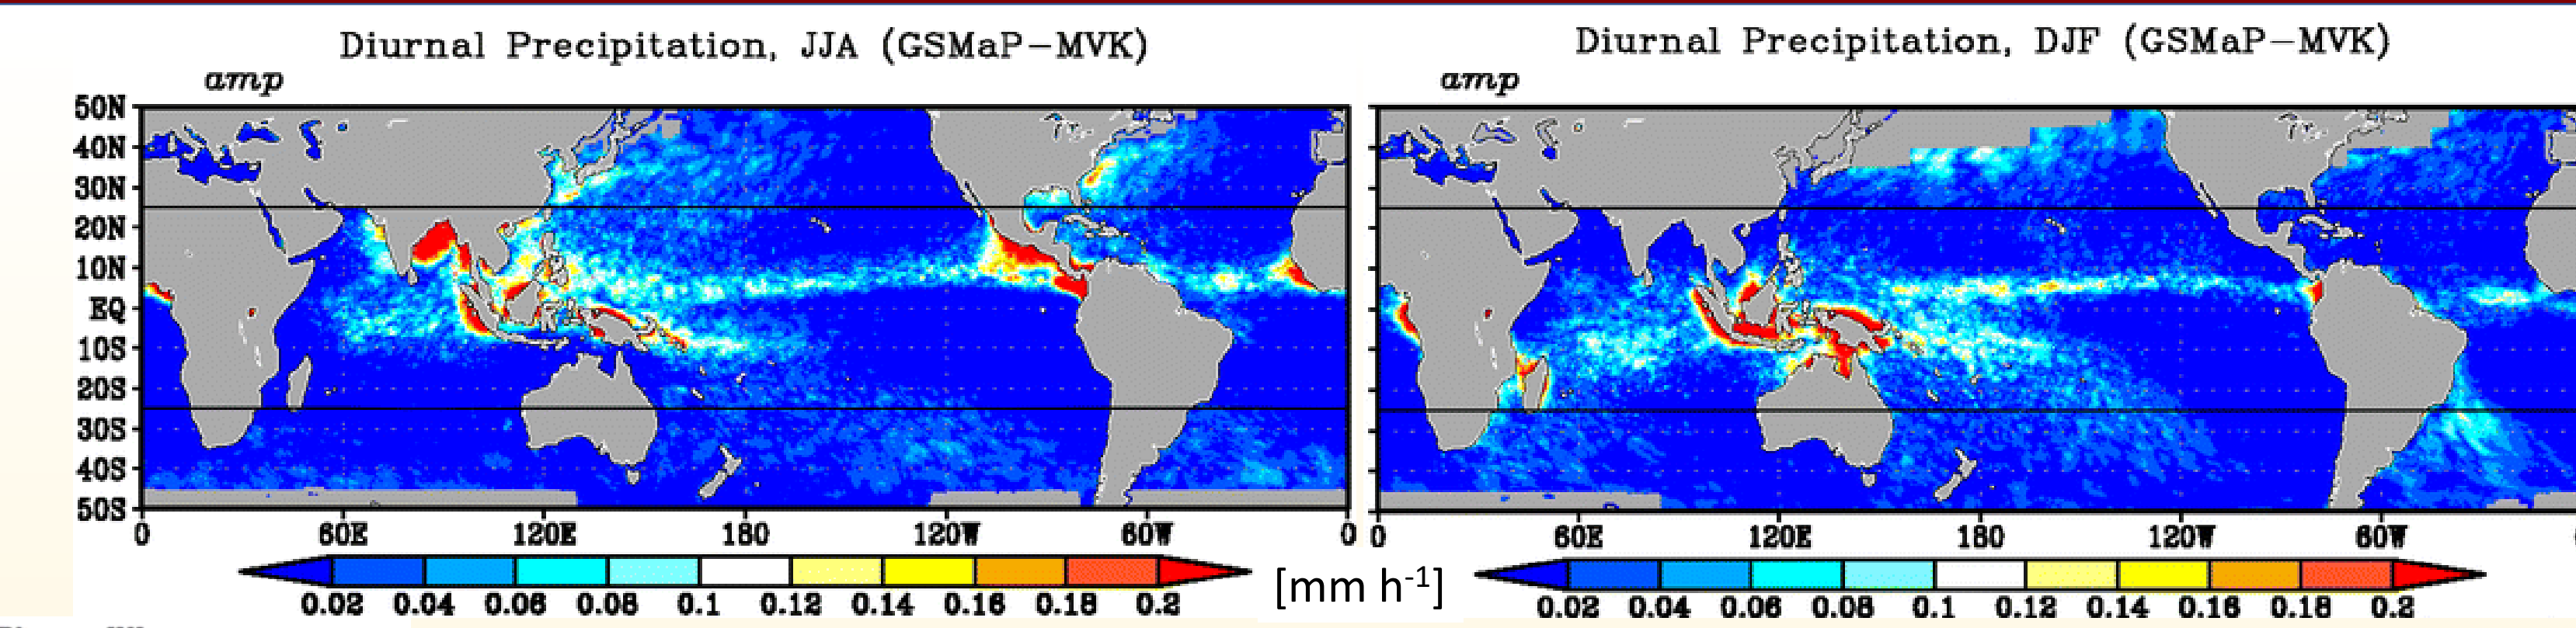 Diurnal Precipitation, JJA (GSMaP-MVK)
amp
50N
40N
30N
20N
10N
EQ
10S
20S
30S
40S
50S
0 60E 120E 180 120W 60W 0
0.02 0.04 0.06 0.08 0.1 0.12 0.14 0.16 0.18 0.2
[mm h-1]
Diurnal Precipitation, DJF (GSMaP-MVK)
amp
0 60E 120E 180 120W 60W
0.02 0.04 0.06 0.08 0.1 0.12 0.14 0.16 0.18 0.2